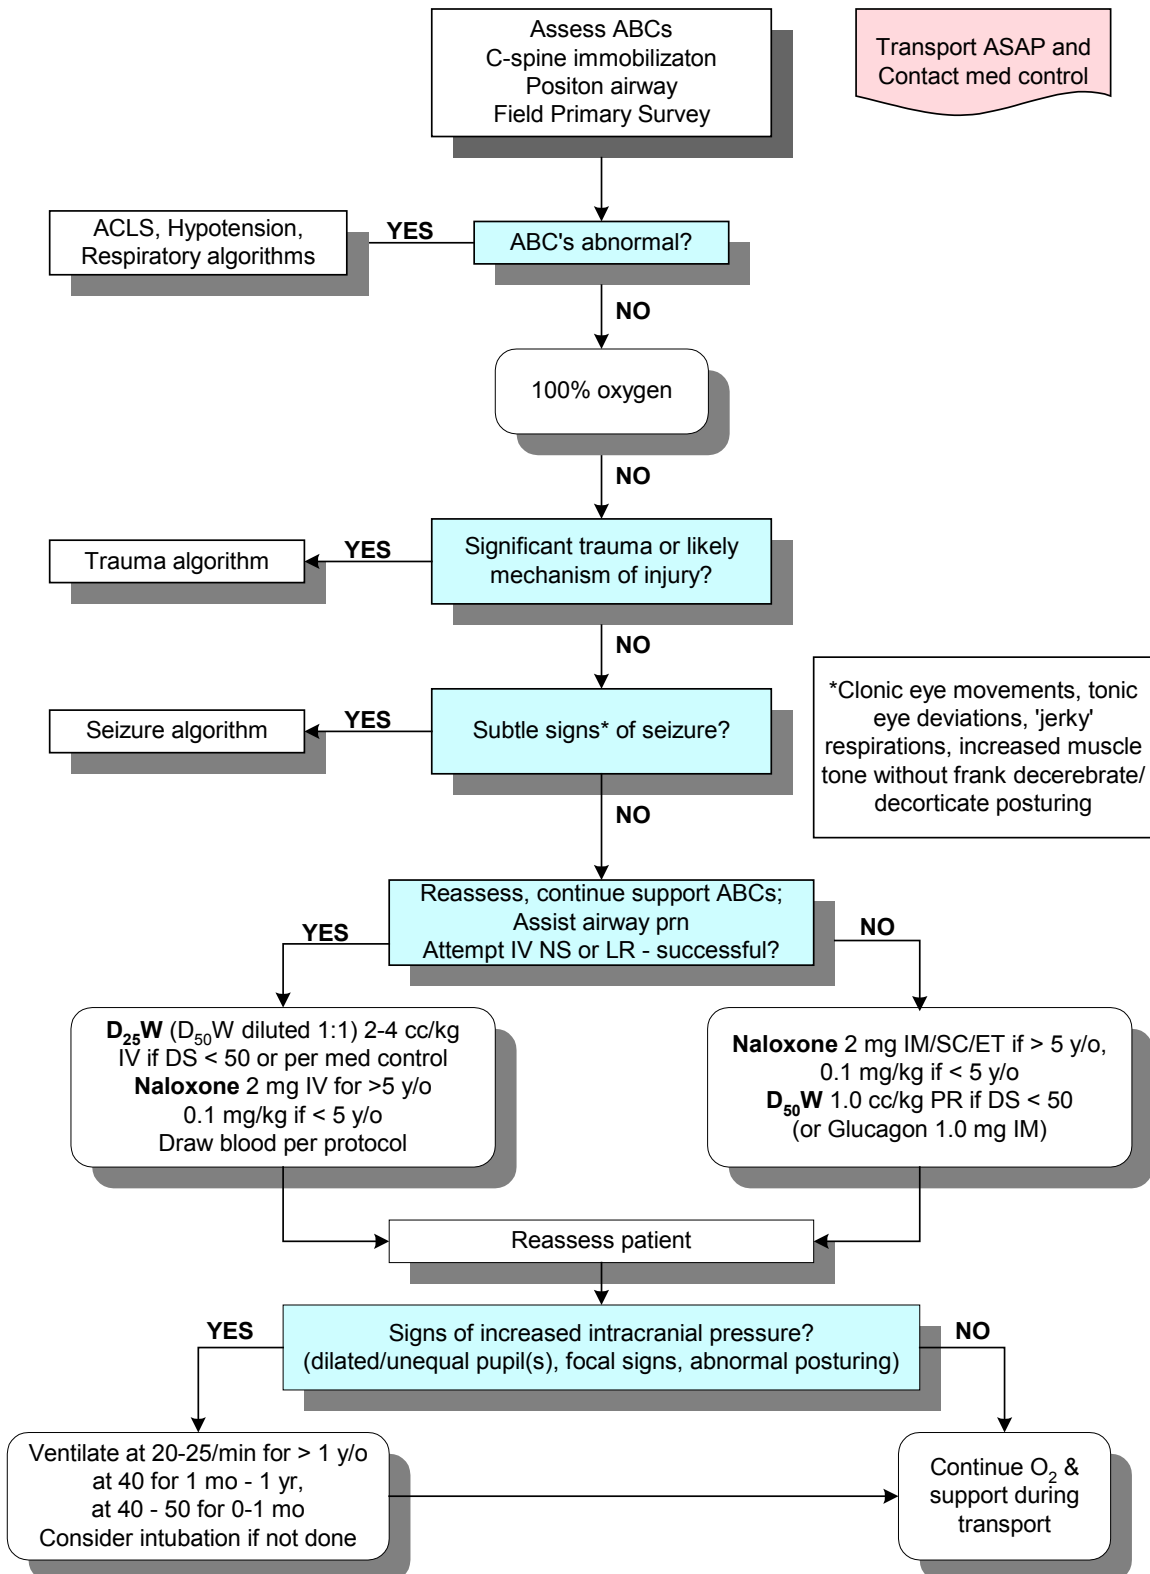 Assess ABCs
C-spine immobilizaton
Positon airway
Field Primary Survey
Transport ASAP and
Contact med control
ACLS, Hypotension,
Respiratory algorithms
YES
ABC's abnormal?
NO
100% oxygen
NO
Trauma algorithm
YES
Significant trauma or likely
mechanism of injury?
NO
Seizure algorithm
YES
Subtle signs* of seizure?
*Clonic eye movements, tonic
eye deviations, 'jerky'
respirations, increased muscle
tone without frank decerebrate/
decorticate posturing
NO
Reassess, continue support ABCs;
Assist airway prn
Attempt IV NS or LR - successful?
YES
NO
D25W (D50W diluted 1:1) 2-4 cc/kg
IV if DS < 50 or per med control
Naloxone 2 mg IV for >5 y/o
0.1 mg/kg if < 5 y/o
Draw blood per protocol
Naloxone 2 mg IM/SC/ET if > 5 y/o,
0.1 mg/kg if < 5 y/o
D50W 1.0 cc/kg PR if DS < 50
(or Glucagon 1.0 mg IM)
Reassess patient
YES
Signs of increased intracranial pressure?
(dilated/unequal pupil(s), focal signs, abnormal posturing)
NO
Ventilate at 20-25/min for > 1 y/o
at 40 for 1 mo - 1 yr,
at 40 - 50 for 0-1 mo
Consider intubation if not done
Continue O2 &
support during
transport